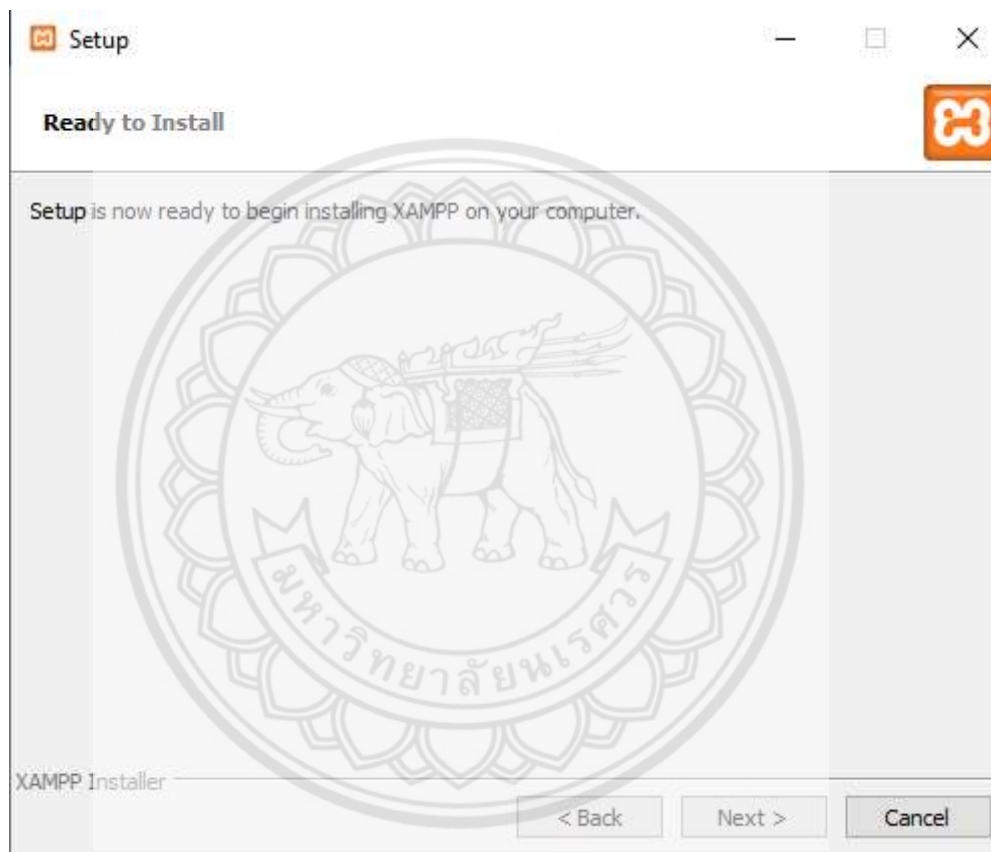 Setup
Ready to Install
Setup is now ready to begin installing XAMPP on your computer.
มหาวิทยาลัยนเรศวร
XAMPP Installer
< Back Next > Cancel